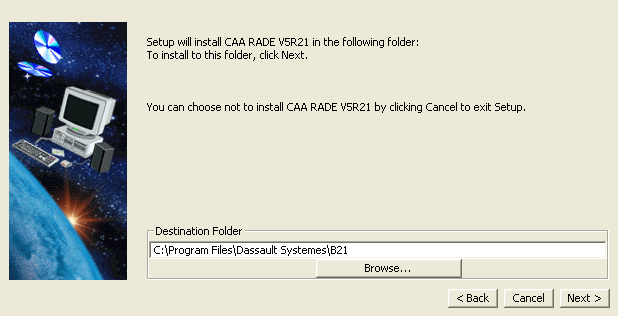 Setup will install CAA RADE V5R21 in the following folder:
To install to this folder, click Next.
You can choose not to install CAA RADE V5R21 by clicking Cancel to exit Setup.
Destination Folder
C:\Program Files\Dassault Systemes\B21
Browse...
< Back Cancel Next >